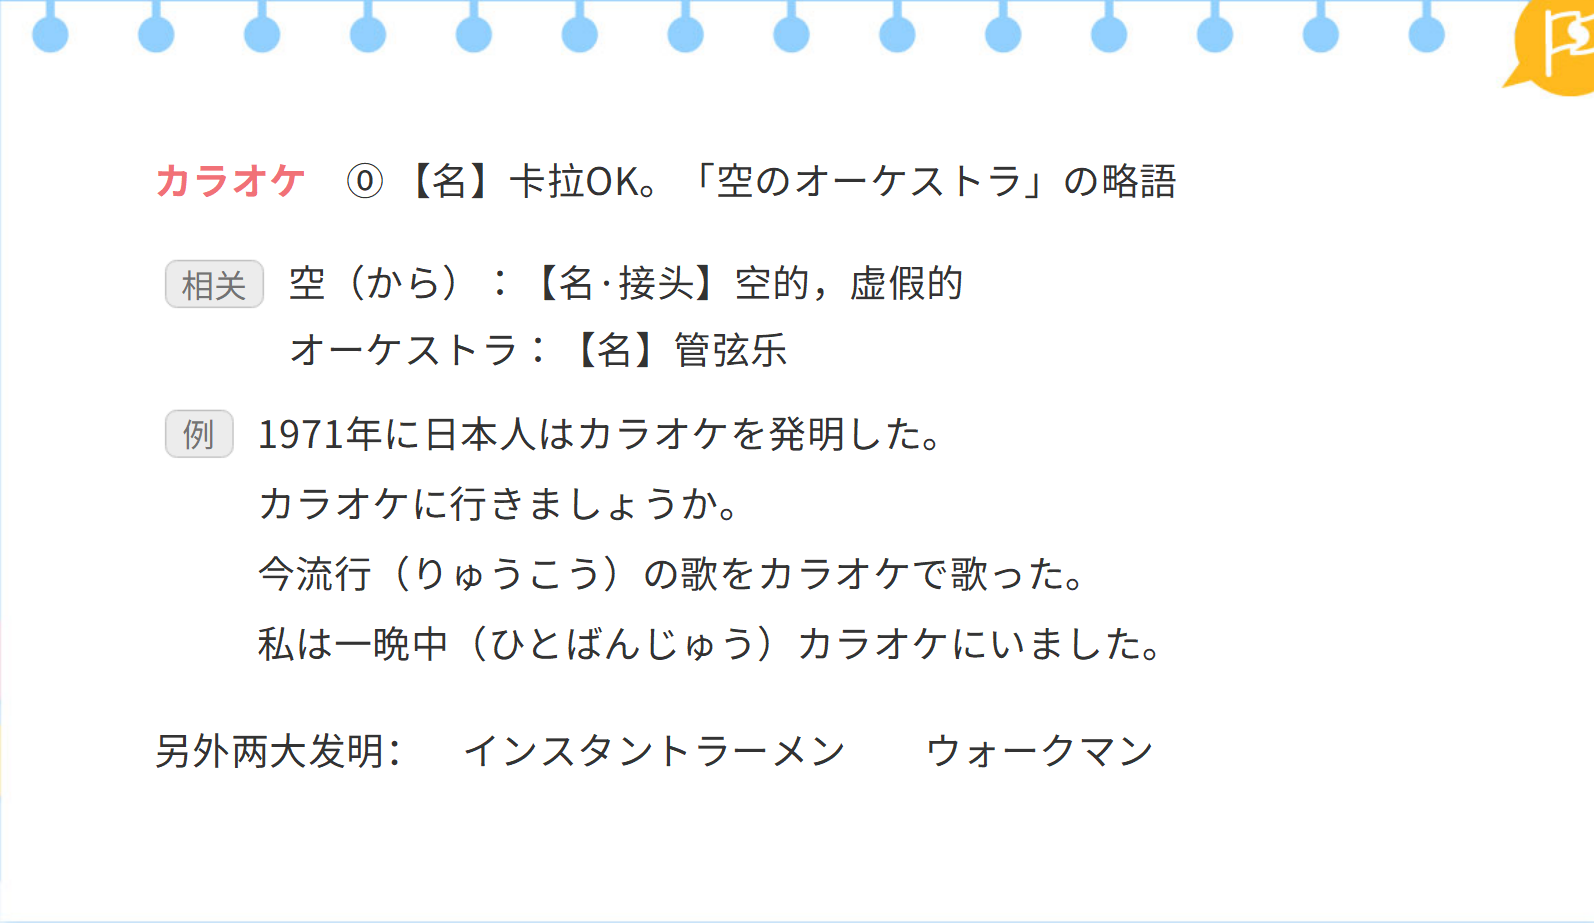 カラオケ ⓪ 【名】卡拉OK。「空のオーケストラ」の略語
相关 空（から）：【名·接头】空的，虚假的
オーケストラ：【名】管弦乐
例 1971年に日本人はカラオケを発明した。
カラオケに行きましょうか。
今流行（りゅうこう）の歌をカラオケで歌った。
私は一晩中（ひとばんじゅう）カラオケにいました。
另外两大发明： インスタントラーメン ウォークマン